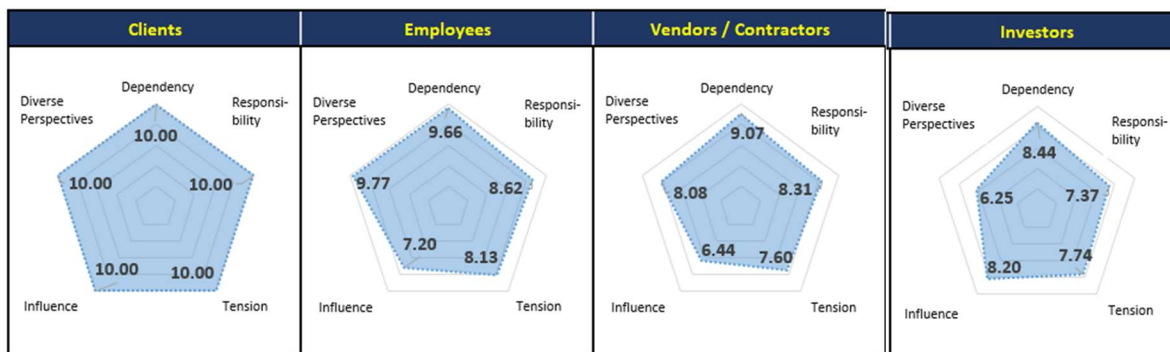 Clients
Employees
Vendors / Contractors
Investors
Dependency
Diverse
Perspectives
Responsi-
bility
10.00
10.00
10.00
10.00
10.00
Influence
Tension
Dependency
Diverse
Perspectives
Responsi-
bility
9.66
9.77
8.62
7.20
8.13
Influence
Tension
Dependency
Diverse
Perspectives
Responsi-
bility
9.07
8.08
8.31
6.44
7.60
Influence
Tension
Dependency
Diverse
Perspectives
Responsi-
bility
8.44
6.25
7.37
8.20
7.74
Influence
Tension